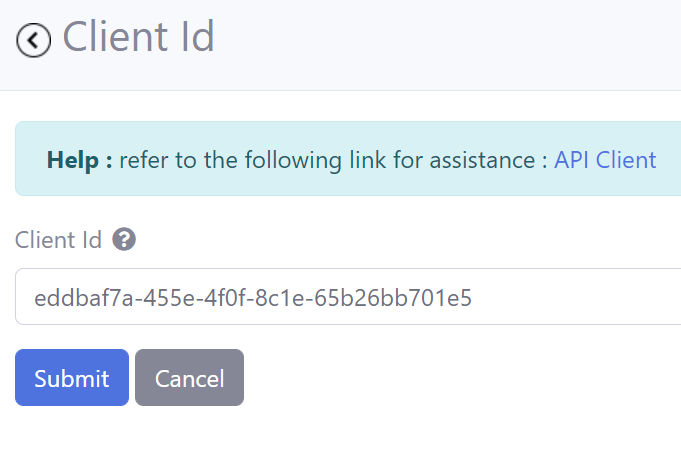 Client Id
Help : refer to the following link for assistance : API Client
Client Id ?
eddbaf7a-455e-4f0f-8c1e-65b26bb701e5
Submit Cancel